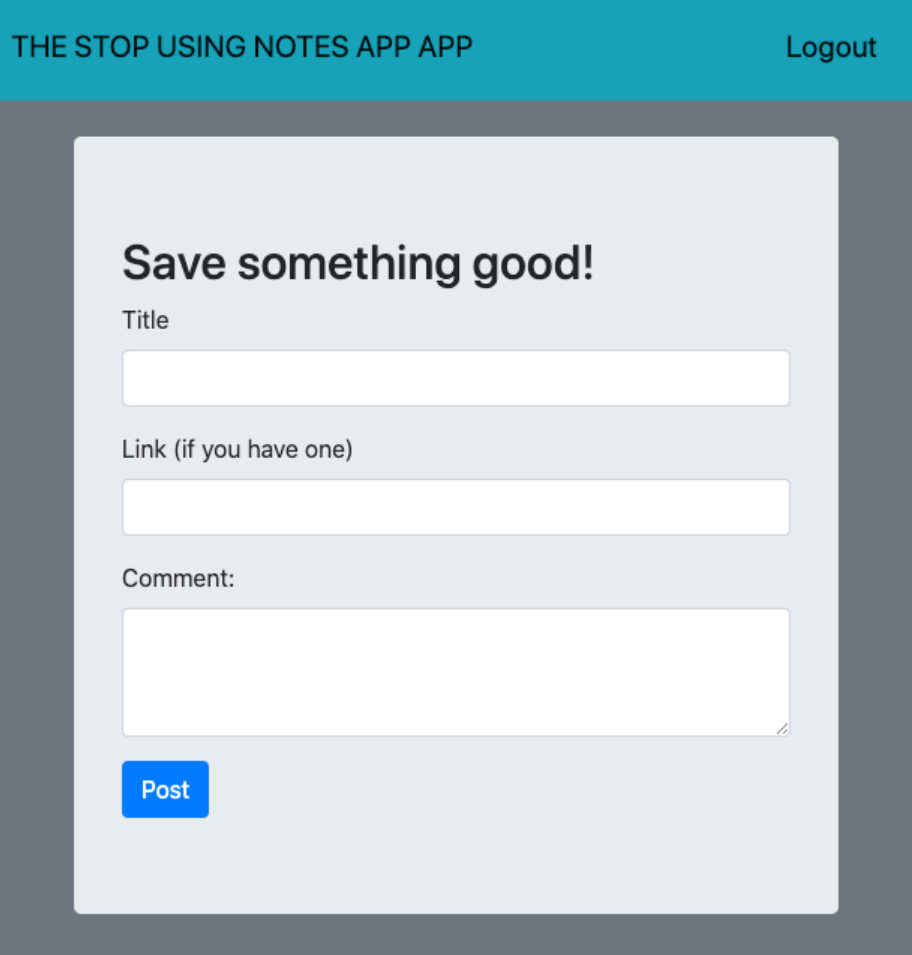 THE STOP USING NOTES APP APP Logout
Save something good!
Title
Link (if you have one)
Comment:
Post